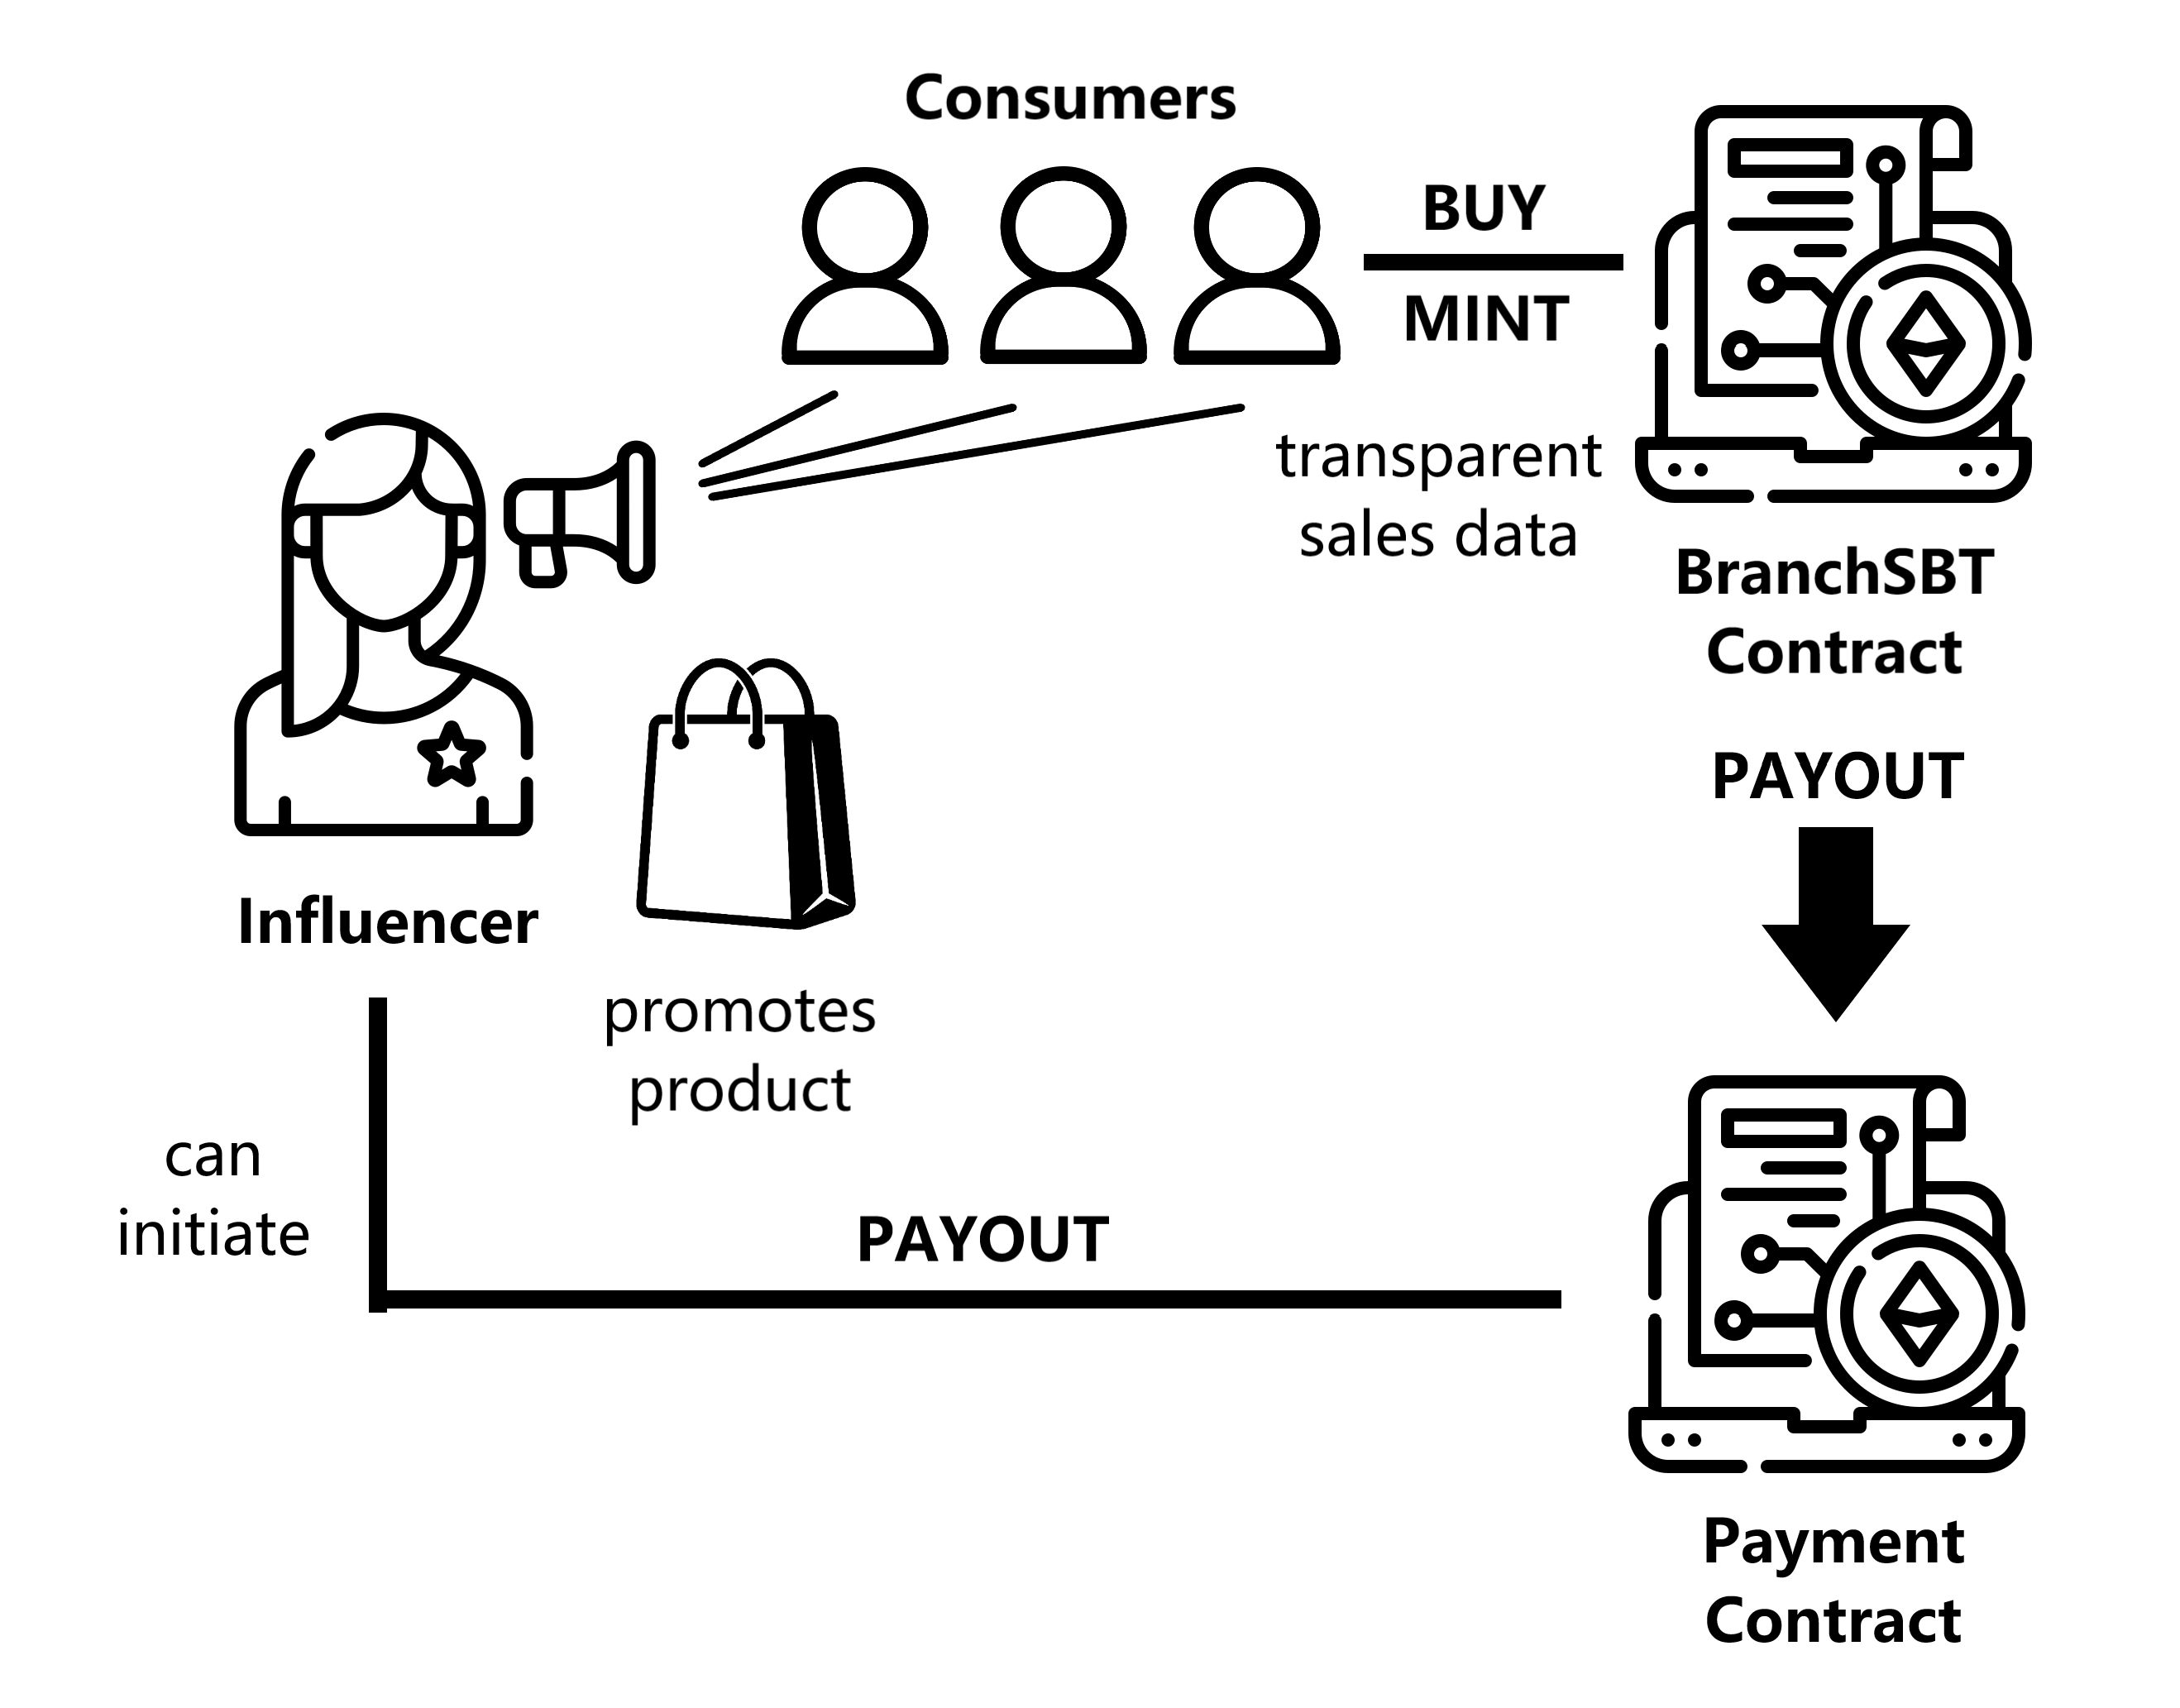 Consumers
BUY
MINT
transparent
sales data
BranchSBT
Contract
PAYOUT
Influencer
promotes
product
can
initiate
PAYOUT
Payment
Contract